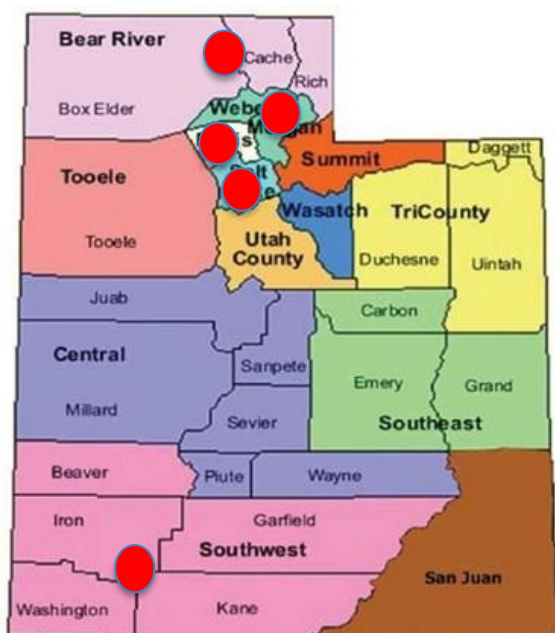 Bear River
Cache
Rich
Box Elder
Summit
Daggett
Tooele
Wasatch
TriCounty
Tooele
Utah
County
Duchesne
Uintah
Juab
Carbon
Central
Sanpete
Emery
Grand
Millard
Sevier
Southeast
Beaver
Piute
Wayne
Iron
Garfield
Southwest
San Juan
Washington
Kane